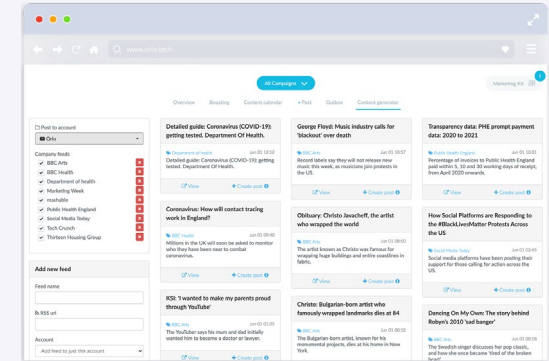 www.orlo.tech
All Campaigns
Marketing Kit
Overview
Boosting
Content calendar
+ Post
Outbox
Content generator
Post to account
Orlo
Company feeds
BBC Arts
BBC Health
Department of health
Marketing Week
mashable
Public Health England
Social Media Today
Tech Crunch
Thirteen Housing Group
Add new feed
Feed name
Rss url
Account
Add feed to just this account
Detailed guide: Coronavirus (COVID-19):
getting tested. Department Of Health.
Department of health
Jun 01 12:12
Detailed guide: Coronavirus (COVID-19): getting
tested. Department Of Health.
View
+ Create post
Coronavirus: How will contact tracing
work in England?
BBC Health
Jun 01 09:40
Millions in the UK will soon be asked to monitor
who they have been near to combat
coronavirus.
View
+ Create post
KSI: 'I wanted to make my parents proud
through YouTube'
BBC Arts
Jun 01 01:05
The YouTuber says his mum and dad initially
wanted him to become a doctor or lawyer.
View
+ Create post
George Floyd: Music industry calls for
'blackout' over death
BBC Arts
Jun 01 10:57
Record labels say they will not release new
music this week, as musicians join protests in
the US.
View
+ Create post
Obituary: Christo Javacheff, the artist
who wrapped the world
BBC Arts
Jun 01 08:50
The artist known as Christo was famous for
wrapping huge buildings and entire coastlines in
fabric.
View
+ Create post
Christo: Bulgarian-born artist who
famously wrapped landmarks dies at 84
BBC Arts
Jun 01 00:52
The Bulgarian-born artist, known for his
monumental projects, dies at his home in New
York.
Transparency data: PHE prompt payment
data: 2020 to 2021
Public Health England
Jun 01 10:31
Percentage of invoices to Public Health England
paid within 5, 10 and 30 working days of receipt,
from April 2020 onwards.
View
+ Create post
How Social Platforms are Responding to
the #BlackLivesMatter Protests Across
the US
Social Media Today
Jun 01 02:45
Social media platforms have been posting their
support for those calling for action across the
US.
View
+ Create post
Dancing On My Own: The story behind
Robyn's 2010 'sad banger'
BBC Arts
Jun 01 00:16
The Swedish singer discusses her pop classic,
and how she once became 'tired of the broken
heart'